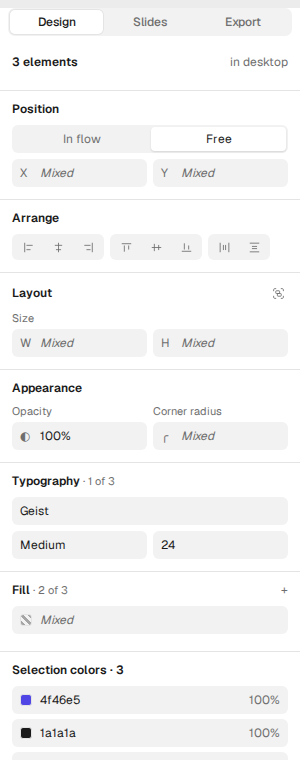 Design Slides Export
3 elements in desktop
Position
In flow Free
X Mixed Y Mixed
Arrange
Layout
Size
W Mixed H Mixed
Appearance
Opacity Corner radius
100% Mixed
Typography · 1 of 3
Geist
Medium 24
Fill · 2 of 3 +
Mixed
Selection colors · 3
4f46e5 100%
1a1a1a 100%